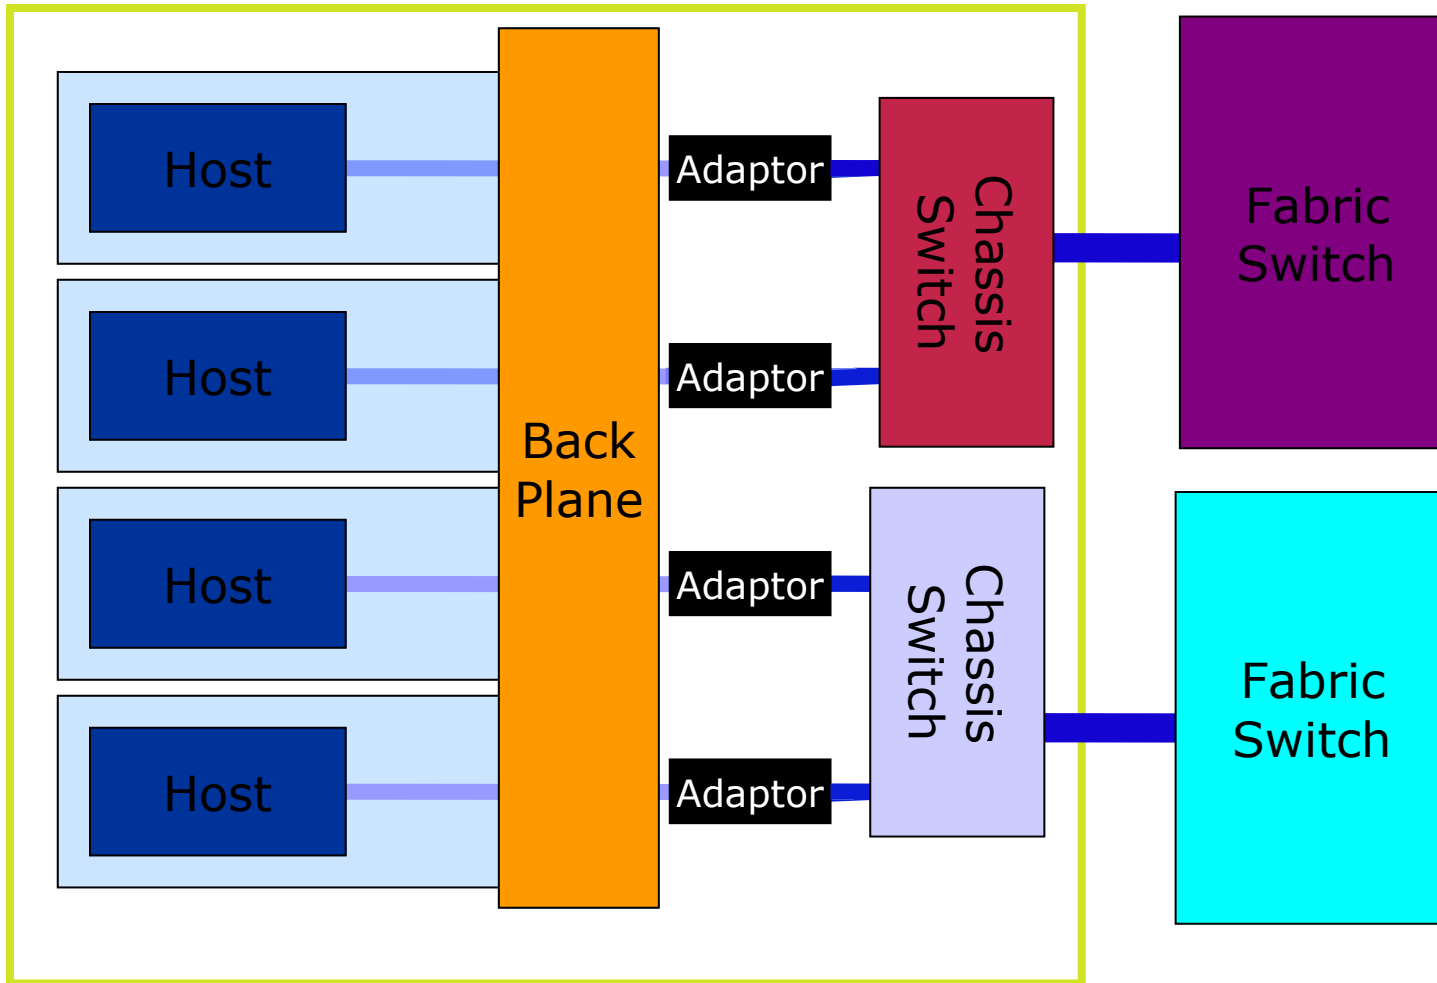 Host
Host
Host
Host
Back
Plane
Adaptor
Adaptor
Adaptor
Adaptor
Chassis
Switch
Chassis
Switch
Fabric
Switch
Fabric
Switch